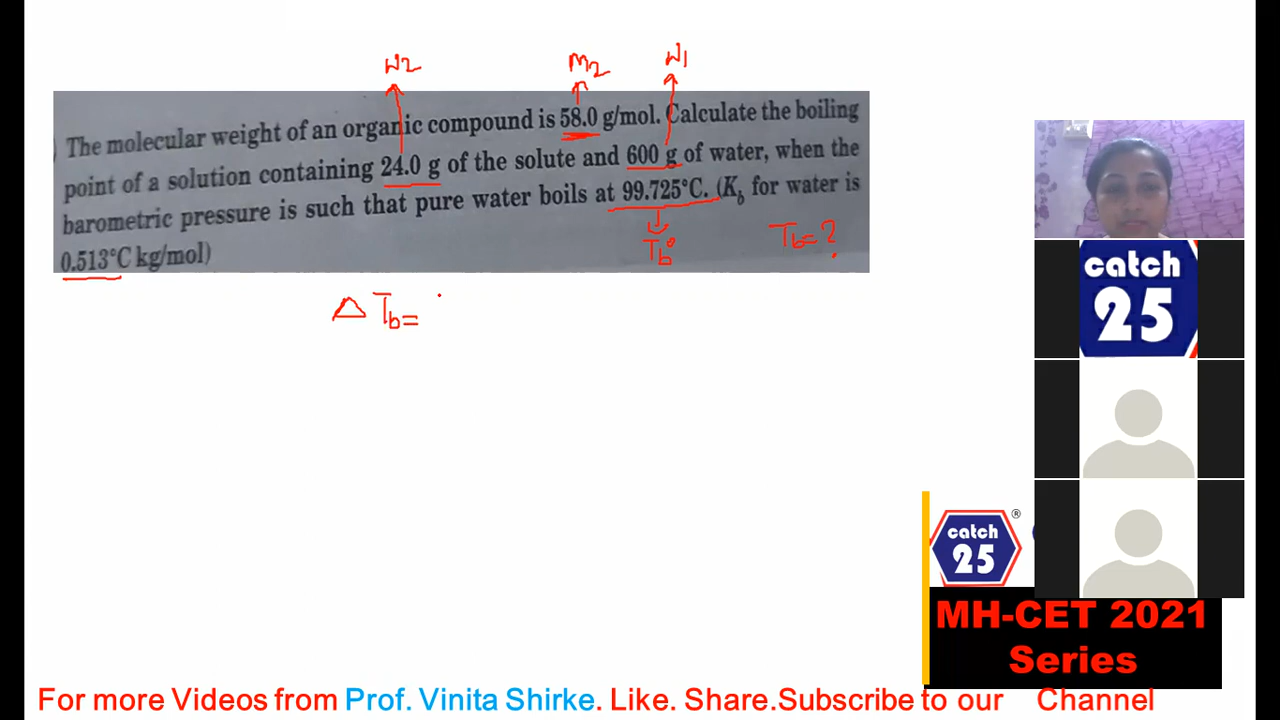 W2
M2
W1
The molecular weight of an organic compound is 58.0 g/mol. Calculate the boiling
point of a solution containing 24.0 g of the solute and 600 g of water, when the
barometric pressure is such that pure water boils at 99.725°C. (Kb for water is
0.513°C kg/mol)
Tb°
Tb=?
Δ Tb=
catch
25
catch
25
®
MH-CET 2021
Series
For more Videos from Prof. Vinita Shirke. Like. Share.Subscribe to our Channel